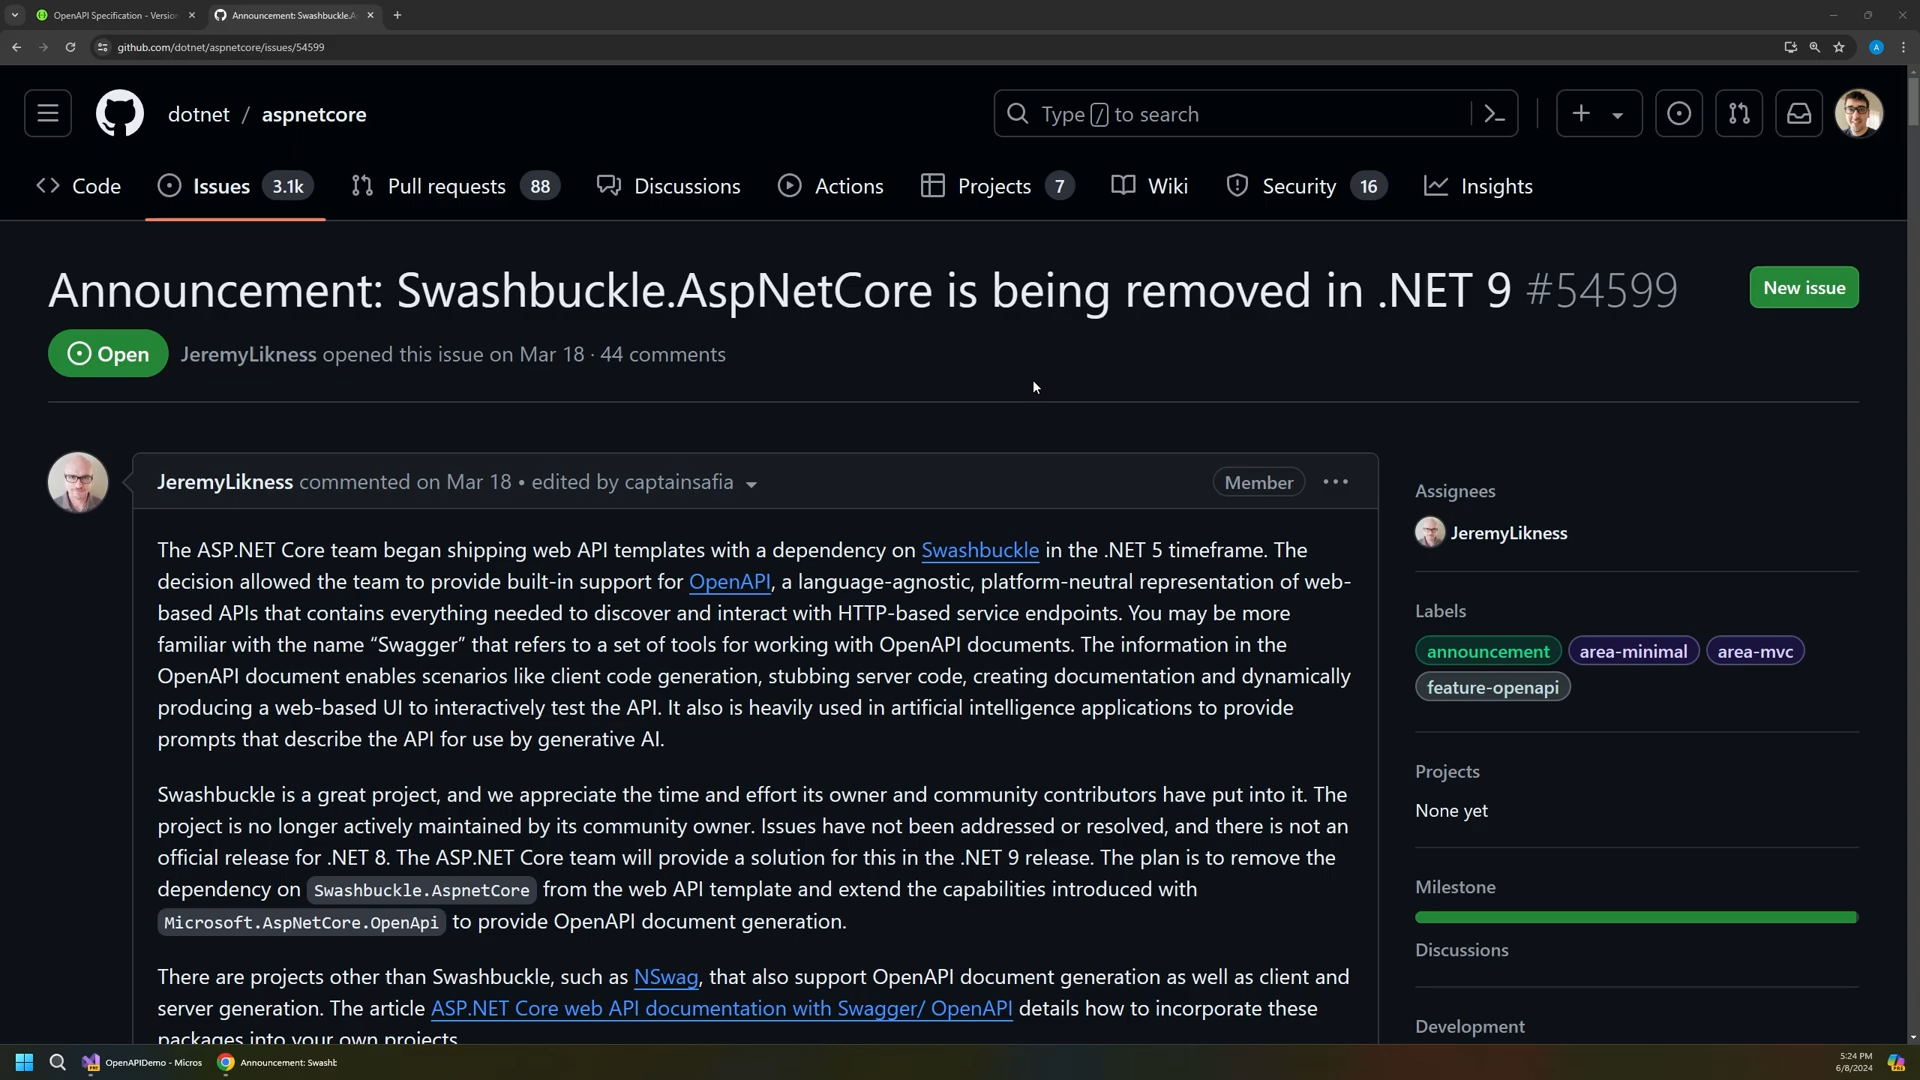 OpenAPI Specification - Version
Announcement: Swashbuckle.A
github.com/dotnet/aspnetcore/issues/54599
A
dotnet / aspnetcore
Type / to search
Code
Issues 3.1k
Pull requests 88
Discussions
Actions
Projects 7
Wiki
Security 16
Insights
Announcement: Swashbuckle.AspNetCore is being removed in .NET 9 #54599
New issue
Open
JeremyLikness opened this issue on Mar 18 · 44 comments
JeremyLikness commented on Mar 18 • edited by captainsafia
Member
The ASP.NET Core team began shipping web API templates with a dependency on Swashbuckle in the .NET 5 timeframe. The
decision allowed the team to provide built-in support for OpenAPI, a language-agnostic, platform-neutral representation of web-
based APIs that contains everything needed to discover and interact with HTTP-based service endpoints. You may be more
familiar with the name “Swagger” that refers to a set of tools for working with OpenAPI documents. The information in the
OpenAPI document enables scenarios like client code generation, stubbing server code, creating documentation and dynamically
producing a web-based UI to interactively test the API. It also is heavily used in artificial intelligence applications to provide
prompts that describe the API for use by generative AI.
Swashbuckle is a great project, and we appreciate the time and effort its owner and community contributors have put into it. The
project is no longer actively maintained by its community owner. Issues have not been addressed or resolved, and there is not an
official release for .NET 8. The ASP.NET Core team will provide a solution for this in the .NET 9 release. The plan is to remove the
dependency on Swashbuckle.AspnetCore from the web API template and extend the capabilities introduced with
Microsoft.AspNetCore.OpenApi to provide OpenAPI document generation.
There are projects other than Swashbuckle, such as NSwag, that also support OpenAPI document generation as well as client and
server generation. The article ASP.NET Core web API documentation with Swagger/ OpenAPI details how to incorporate these
packages into your own projects.
Assignees
JeremyLikness
Labels
announcement
area-minimal
area-mvc
feature-openapi
Projects
None yet
Milestone
Discussions
Development
OpenAPIDemo - Micros
Announcement: Swashb
5:24 PM
6/8/2024